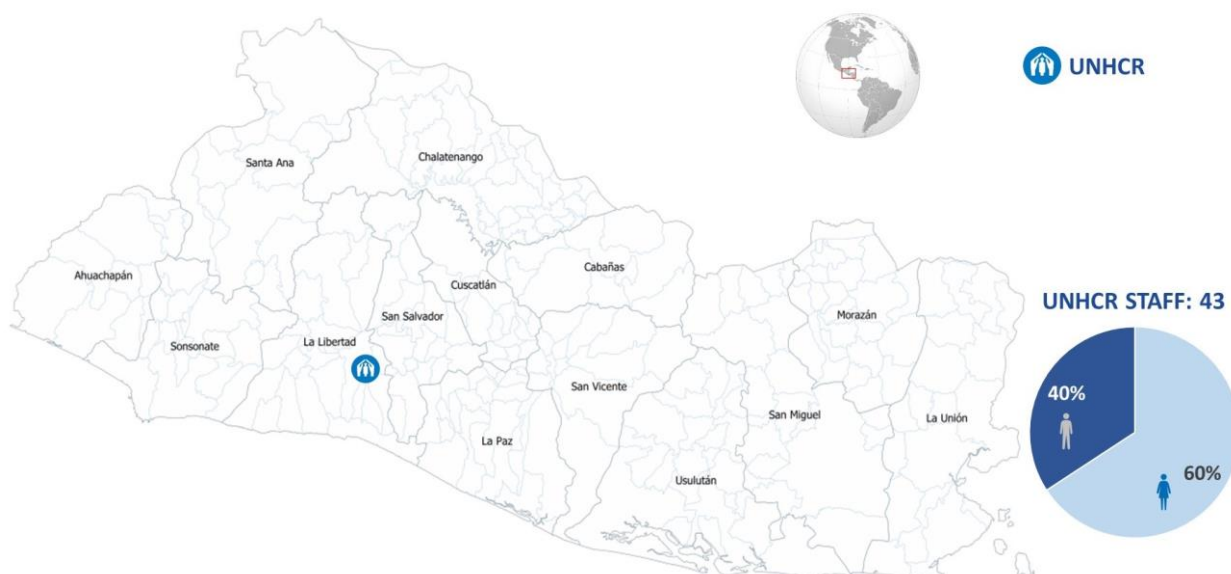 UNHCR
Santa Ana
Chalatenango
Ahuachapán
Cabañas
Cuscatlán
San Salvador
Sonsonate
La Libertad
Morazán
UNHCR STAFF: 43
San Vicente
San Miguel
La Unión
La Paz
Usulután
40%
60%